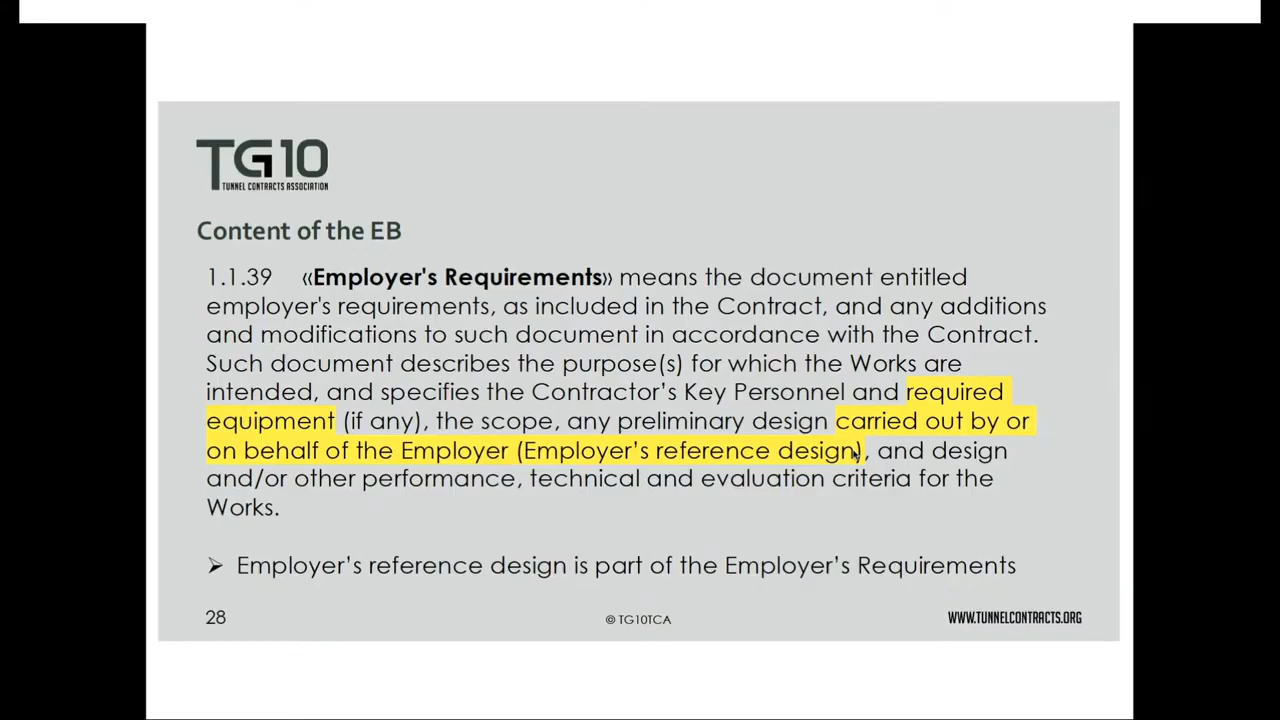 TG10
TUNNEL CONTRACTS ASSOCIATION
Content of the EB
1.1.39 «Employer's Requirements» means the document entitled
employer's requirements, as included in the Contract, and any additions
and modifications to such document in accordance with the Contract.
Such document describes the purpose(s) for which the Works are
intended, and specifies the Contractor’s Key Personnel and required
equipment (if any), the scope, any preliminary design carried out by or
on behalf of the Employer (Employer’s reference design), and design
and/or other performance, technical and evaluation criteria for the
Works.
➢ Employer’s reference design is part of the Employer’s Requirements
28
© TG10TCA
WWW.TUNNELCONTRACTS.ORG